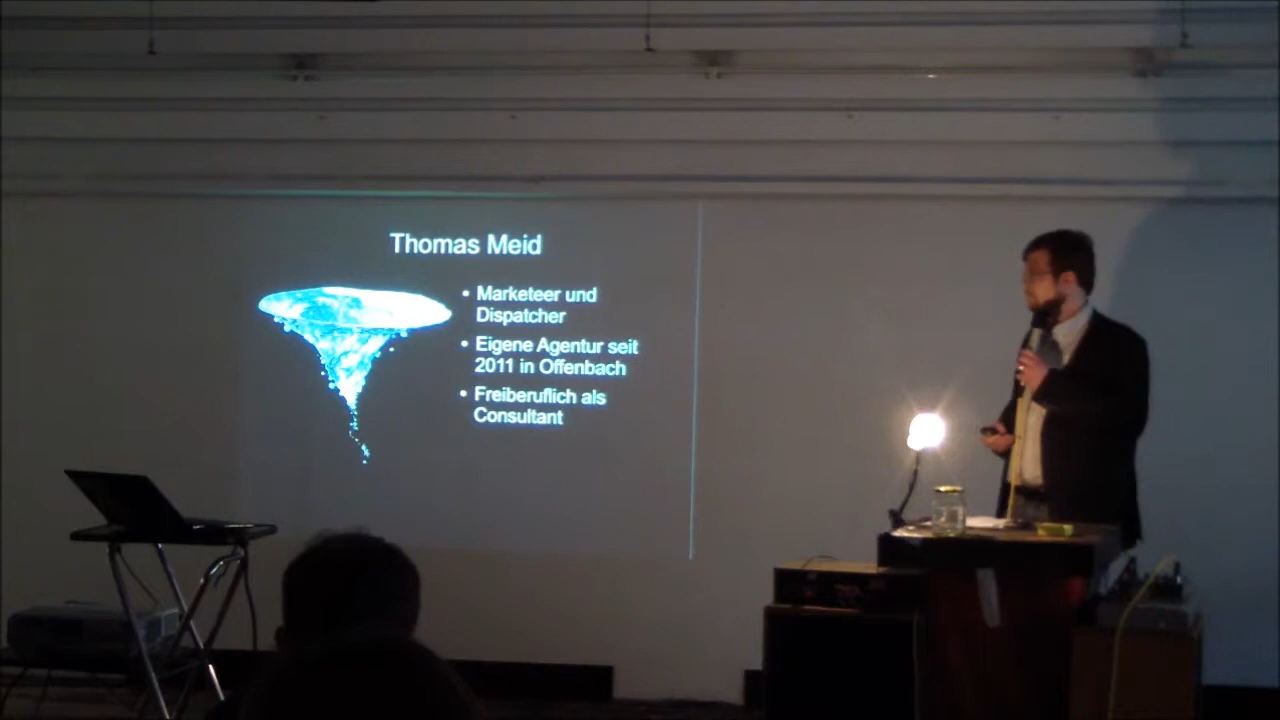 Thomas Meid
• Marketeer und
Dispatcher
• Eigene Agentur seit
2011 in Offenbach
• Freiberuflich als
Consultant